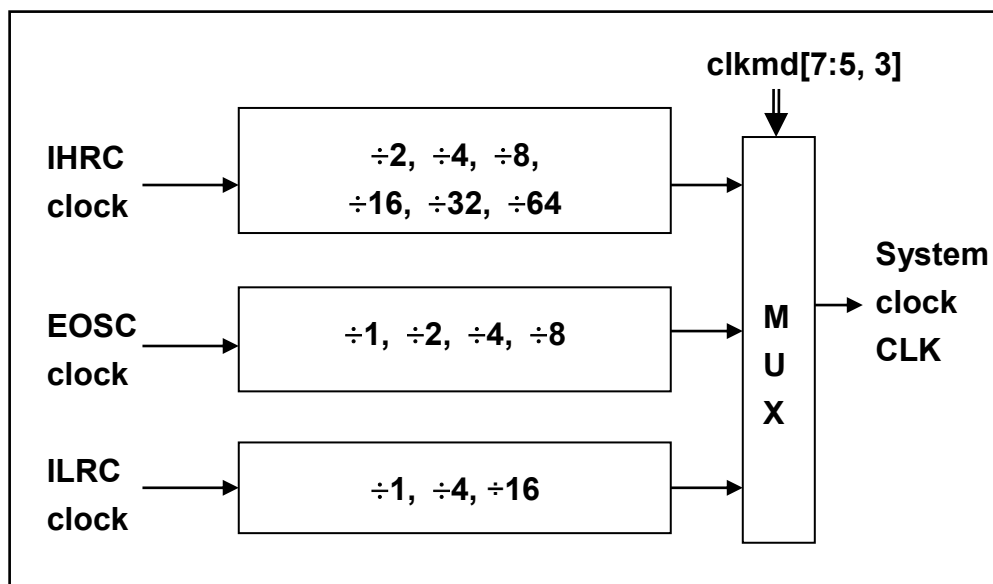 clkmd[7:5, 3]
IHRC
clock
÷2, ÷4, ÷8,
÷16, ÷32, ÷64
EOSC
clock
÷1, ÷2, ÷4, ÷8
ILRC
clock
÷1, ÷4, ÷16
M
U
X
System
clock
CLK